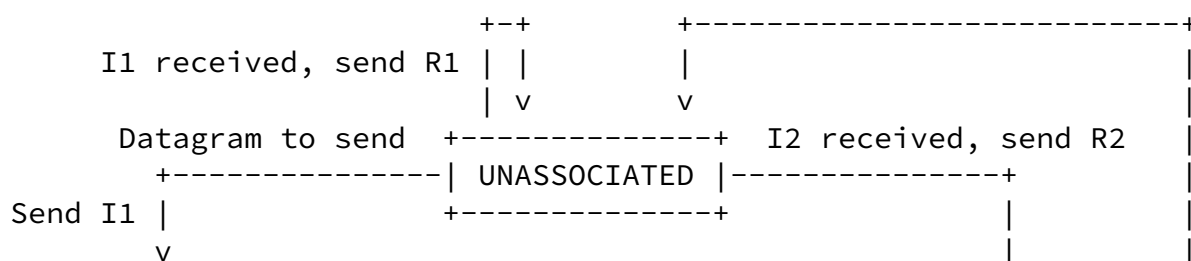 I1 received, send R1
Datagram to send I2 received, send R2
UNASSOCIATED
Send I1